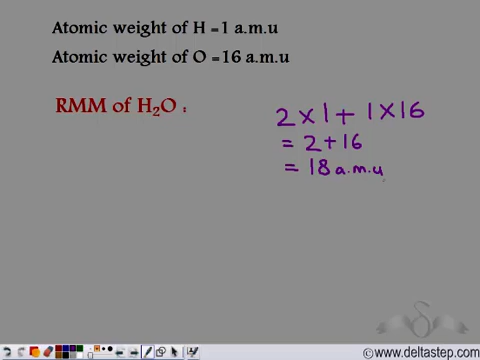 Atomic weight of H =1 a.m.u
Atomic weight of O =16 a.m.u
RMM of H₂O :
2 × 1 + 1 × 16
= 2 + 16
= 18 a.m.u
©www.deltastep.com